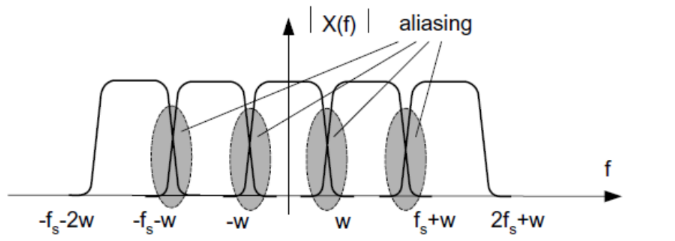 |X(f)| aliasing
f
-fₛ-2w -fₛ-w -w w fₛ+w 2fₛ+w